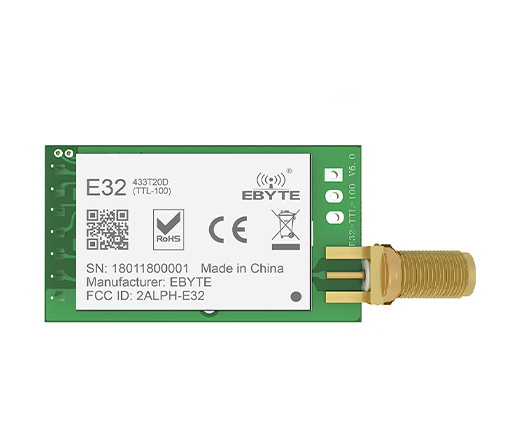 E32 433T20D
(TTL-100)
®
EBYTE
RoHS
CE
SN: 18011800001 Made in China
Manufacturer: EBYTE
FCC ID: 2ALPH-E32
E32-TTL-100 V6.0